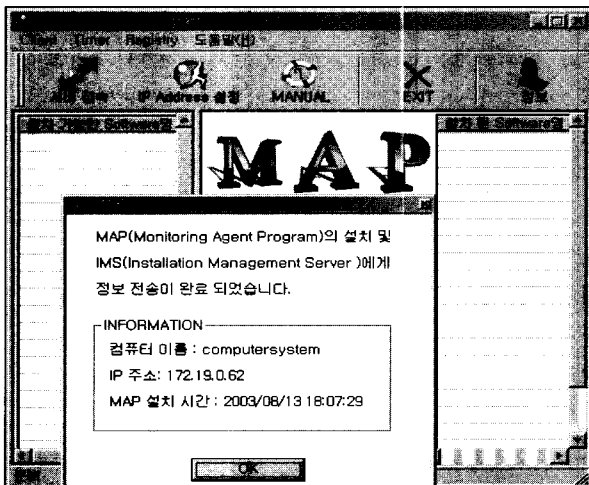 Timer Registry 도움말(H)
IP Address 설정 MANUAL EXIT
MAP
MAP(Monitoring Agent Program)의 설치 및
IMS(Installation Management Server )에게
정보 전송이 완료 되었습니다.
INFORMATION
컴퓨터 이름 : computersystem
IP 주소: 172.19.0.62
MAP 설치 시간 : 2003/08/13 18:07:29
OK